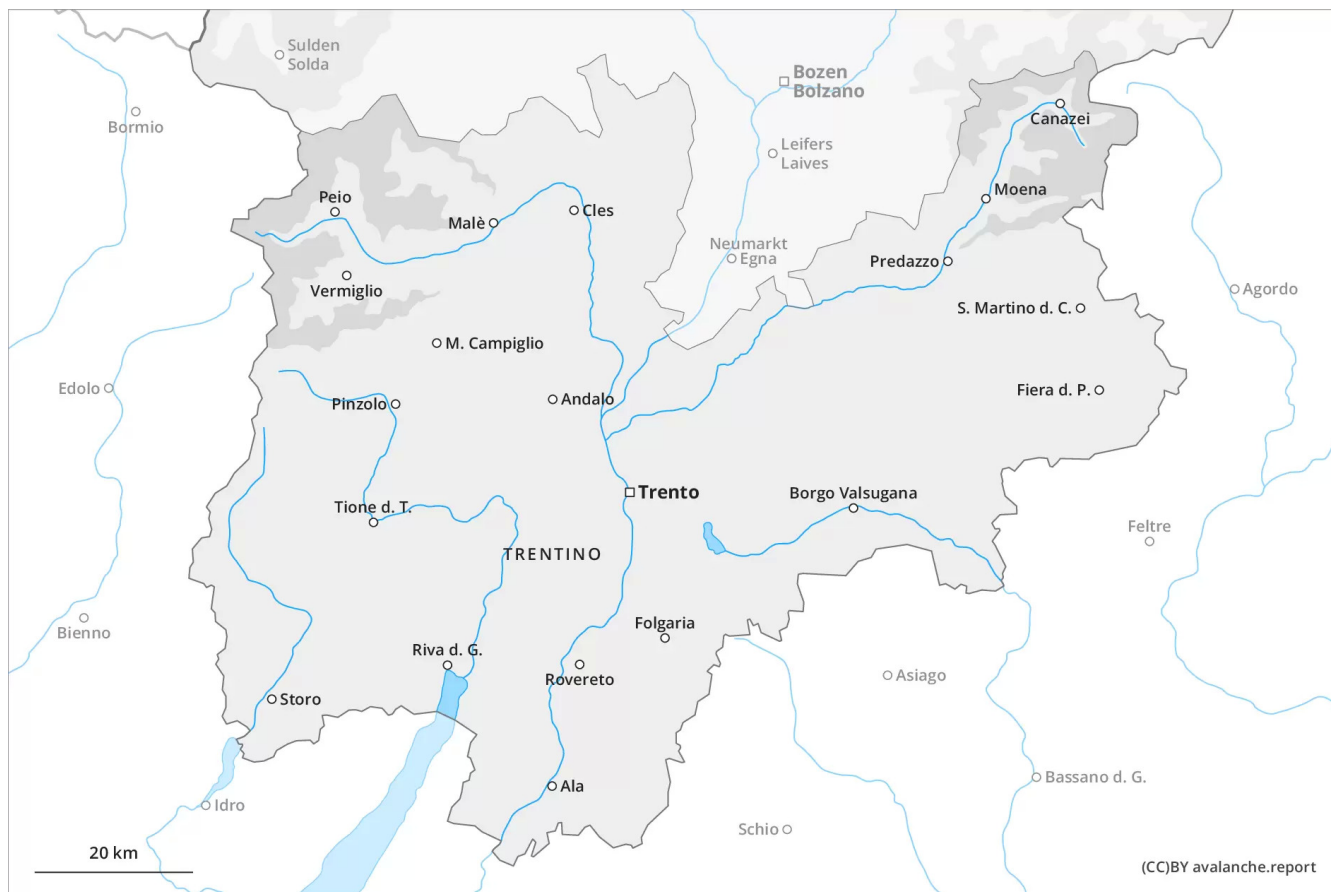 Sulden
Solda
Bozen
Bolzano
Bormio
Canazei
Leifers
Laives
Peio
Moena
Malè
Cles
Neumarkt
Egna
Predazzo
Vermiglio
Agordo
S. Martino d. C.
M. Campiglio
Edolo
Fiera d. P.
Pinzolo
Andalo
Trento
Borgo Valsugana
Tione d. T.
Feltre
TRENTINO
Bienno
Folgaria
Riva d. G.
Rovereto
Asiago
Storo
Bassano d. G.
Ala
Idro
Schio
20 km
(CC)BY avalanche.report